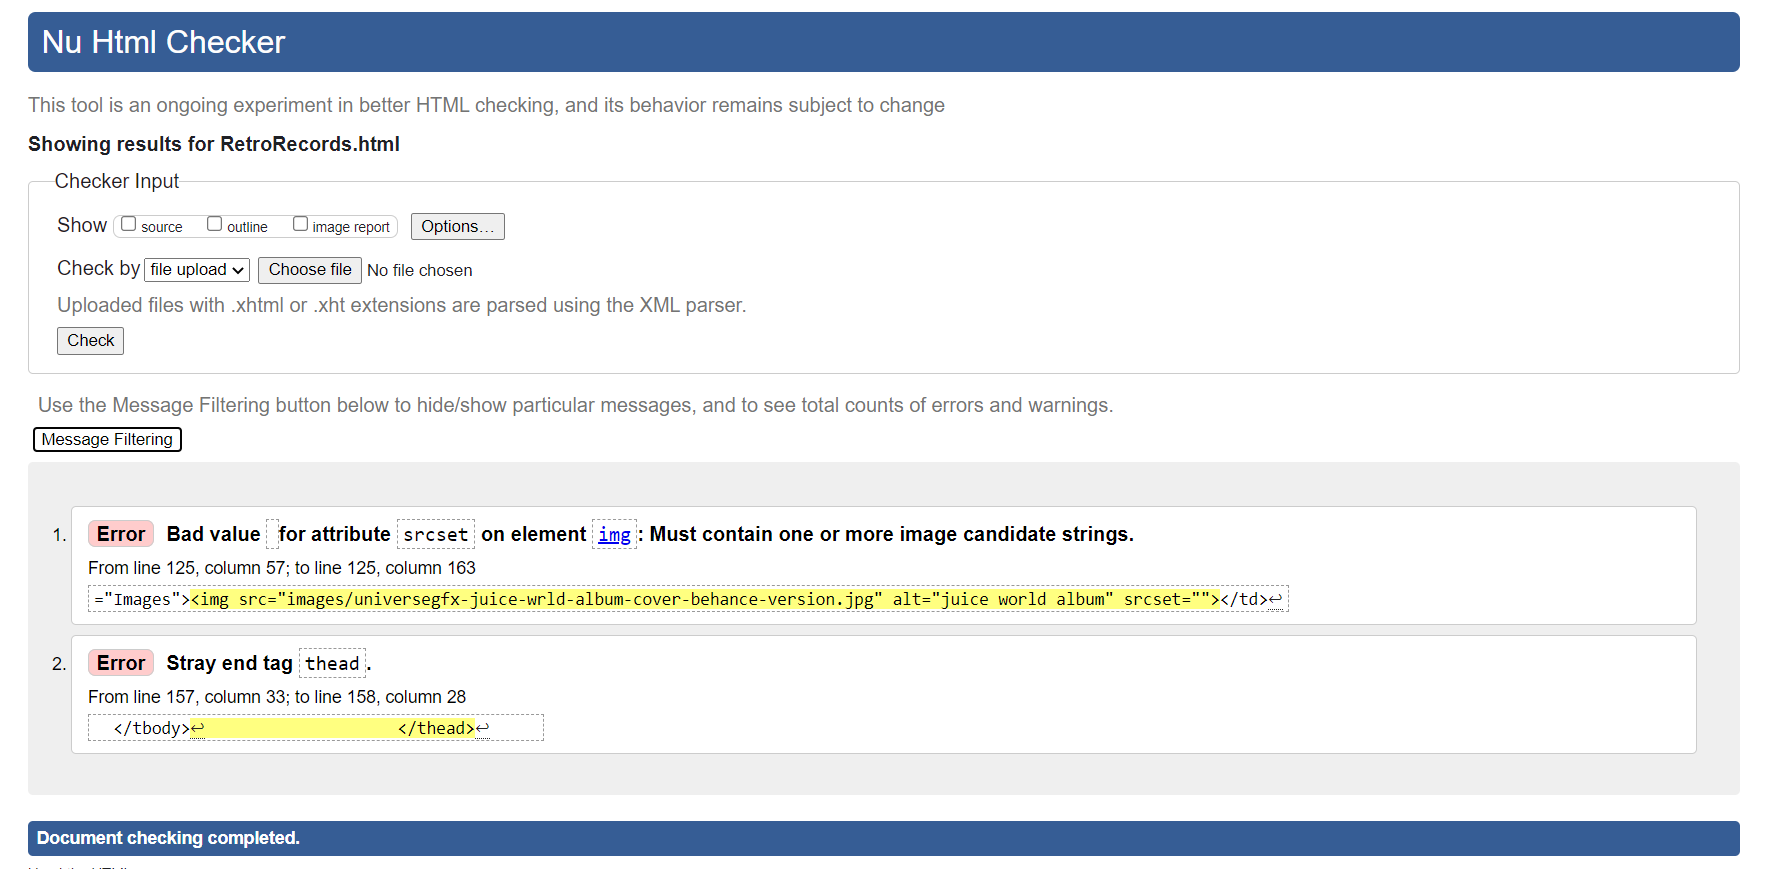 Nu Html Checker
This tool is an ongoing experiment in better HTML checking, and its behavior remains subject to change
Showing results for RetroRecords.html
Checker Input
Show source outline image report Options...
Check by file upload Choose file No file chosen
Uploaded files with .xhtml or .xht extensions are parsed using the XML parser.
Check
Use the Message Filtering button below to hide/show particular messages, and to see total counts of errors and warnings.
Message Filtering
1. Error Bad value for attribute srcset on element img: Must contain one or more image candidate strings.
From line 125, column 57; to line 125, column 163
="Images"><img src="images/universegfx-juice-wrld-album-cover-behance-version.jpg" alt="juice world album" srcset=""></td>↩
2. Error Stray end tag thead.
From line 157, column 33; to line 158, column 28
</tbody>↩ </thead>↩
Document checking completed.